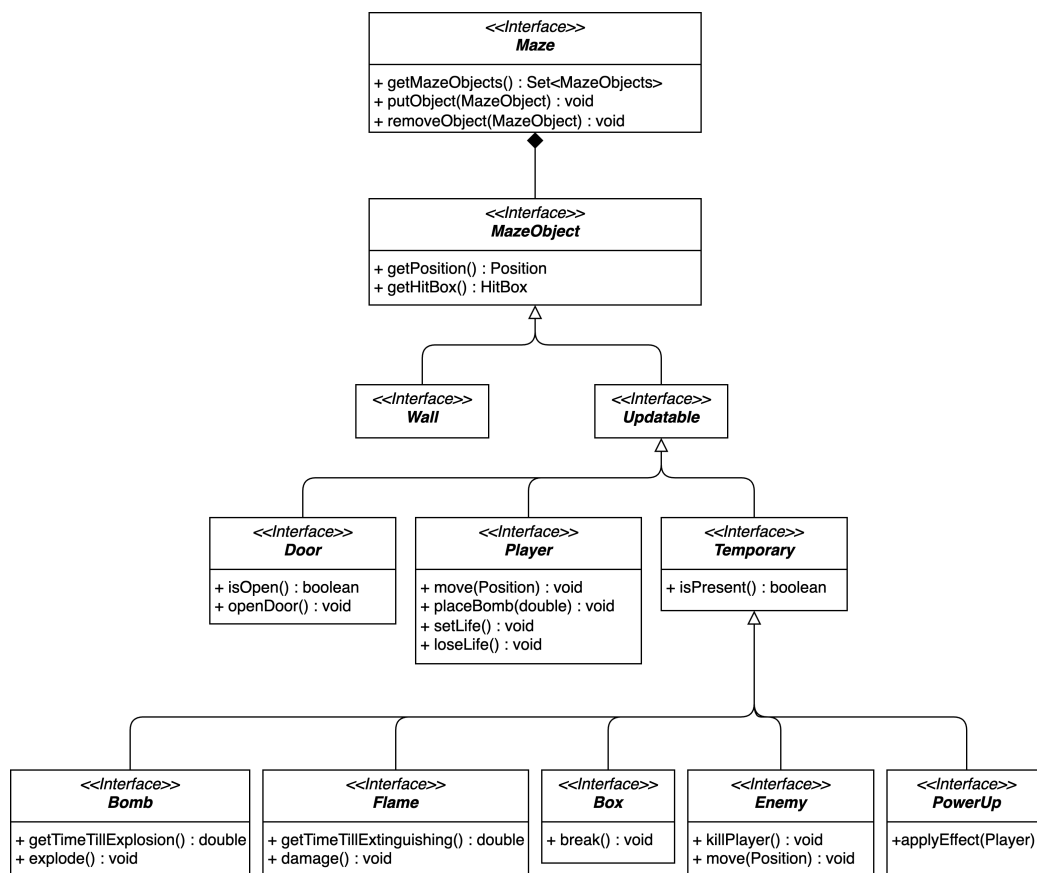 <<Interface>>
Maze
+ getMazeObjects() : Set<MazeObjects>
+ putObject(MazeObject) : void
+ removeObject(MazeObject) : void
<<Interface>>
MazeObject
+ getPosition() : Position
+ getHitBox() : HitBox
<<Interface>>
Wall
<<Interface>>
Updatable
<<Interface>>
Door
+ isOpen() : boolean
+ openDoor() : void
<<Interface>>
Player
+ move(Position) : void
+ placeBomb(double) : void
+ setLife() : void
+ loseLife() : void
<<Interface>>
Temporary
+ isPresent() : boolean
<<Interface>>
Bomb
+ getTimeTillExplosion() : double
+ explode() : void
<<Interface>>
Flame
+ getTimeTillExtinguishing() : double
+ damage() : void
<<Interface>>
Box
+ break() : void
<<Interface>>
Enemy
+ killPlayer() : void
+ move(Position) : void
<<Interface>>
PowerUp
+applyEffect(Player)